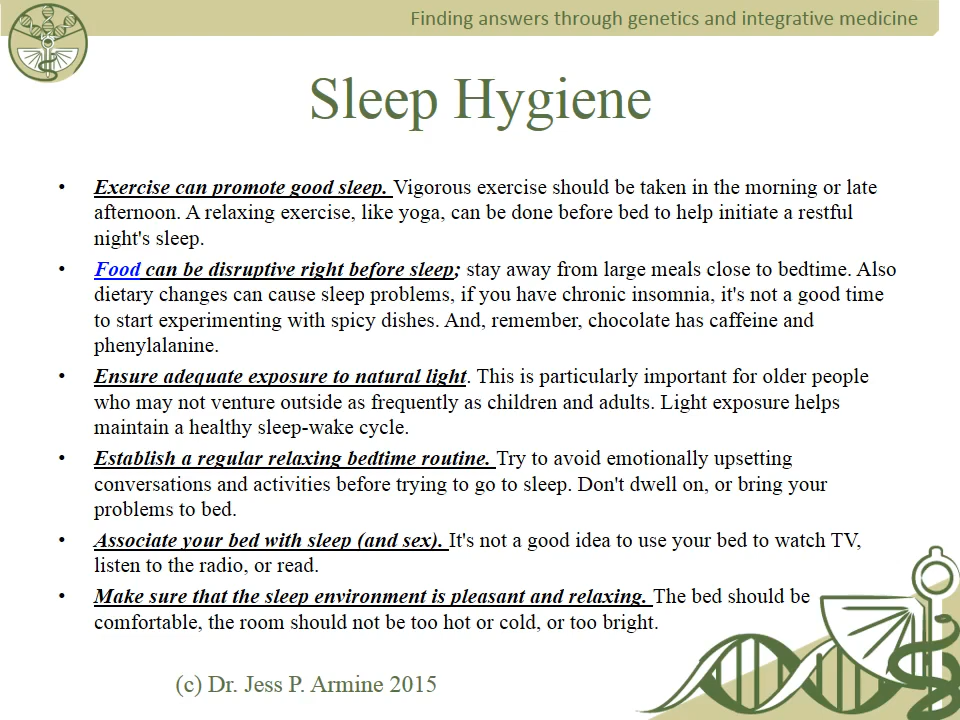 Finding answers through genetics and integrative medicine
Sleep Hygiene
• Exercise can promote good sleep. Vigorous exercise should be taken in the morning or late
afternoon. A relaxing exercise, like yoga, can be done before bed to help initiate a restful
night's sleep.
• Food can be disruptive right before sleep; stay away from large meals close to bedtime. Also
dietary changes can cause sleep problems, if you have chronic insomnia, it's not a good time
to start experimenting with spicy dishes. And, remember, chocolate has caffeine and
phenylalanine.
• Ensure adequate exposure to natural light. This is particularly important for older people
who may not venture outside as frequently as children and adults. Light exposure helps
maintain a healthy sleep-wake cycle.
• Establish a regular relaxing bedtime routine. Try to avoid emotionally upsetting
conversations and activities before trying to go to sleep. Don't dwell on, or bring your
problems to bed.
• Associate your bed with sleep (and sex). It's not a good idea to use your bed to watch TV,
listen to the radio, or read.
• Make sure that the sleep environment is pleasant and relaxing. The bed should be
comfortable, the room should not be too hot or cold, or too bright.
(c) Dr. Jess P. Armine 2015